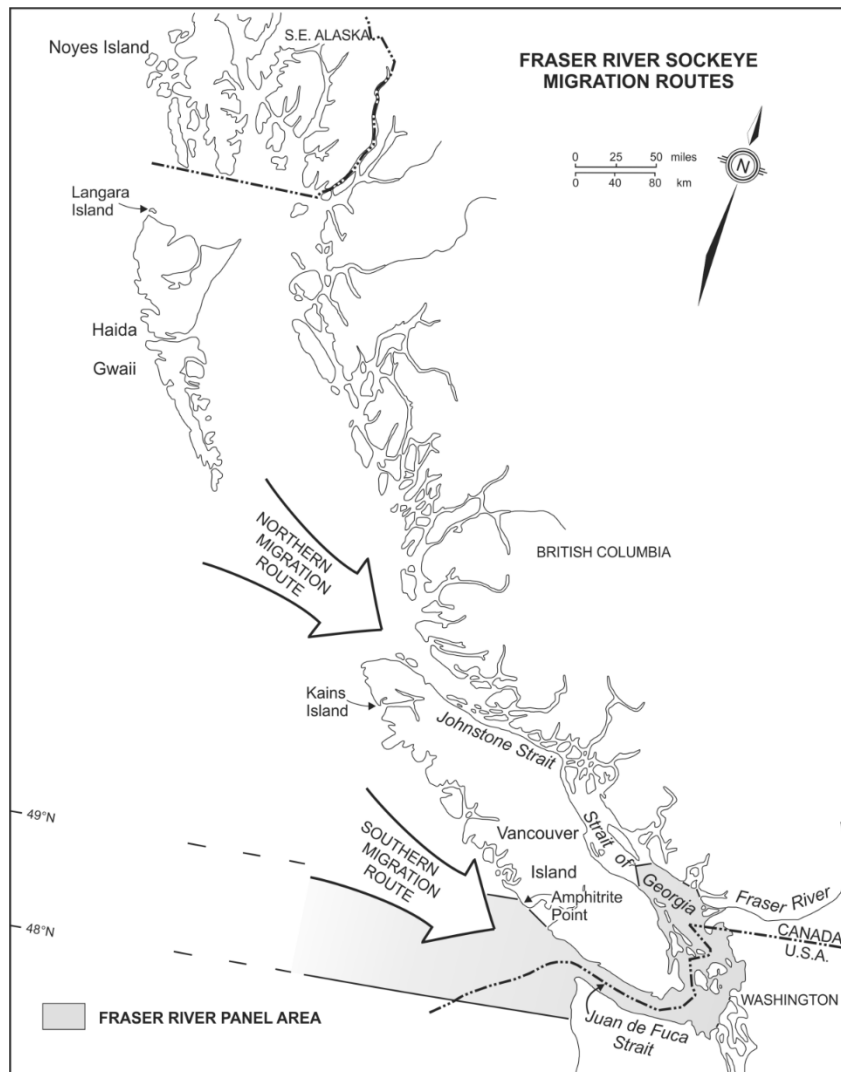 S.E. ALASKA
Noyes Island
FRASER RIVER SOCKEYE
MIGRATION ROUTES
0 25 50 miles
0 40 80 km
N
Langara
Island
Haida
Gwaii
NORTHERN
MIGRATION
ROUTE
BRITISH COLUMBIA
Kains
Island
Johnstone Strait
49°N
SOUTHERN
MIGRATION
ROUTE
Vancouver
Island
Strait of
Georgia
Amphitrite
Point
Fraser River
48°N
CANADA
U.S.A.
WASHINGTON
FRASER RIVER PANEL AREA
Juan de Fuca
Strait